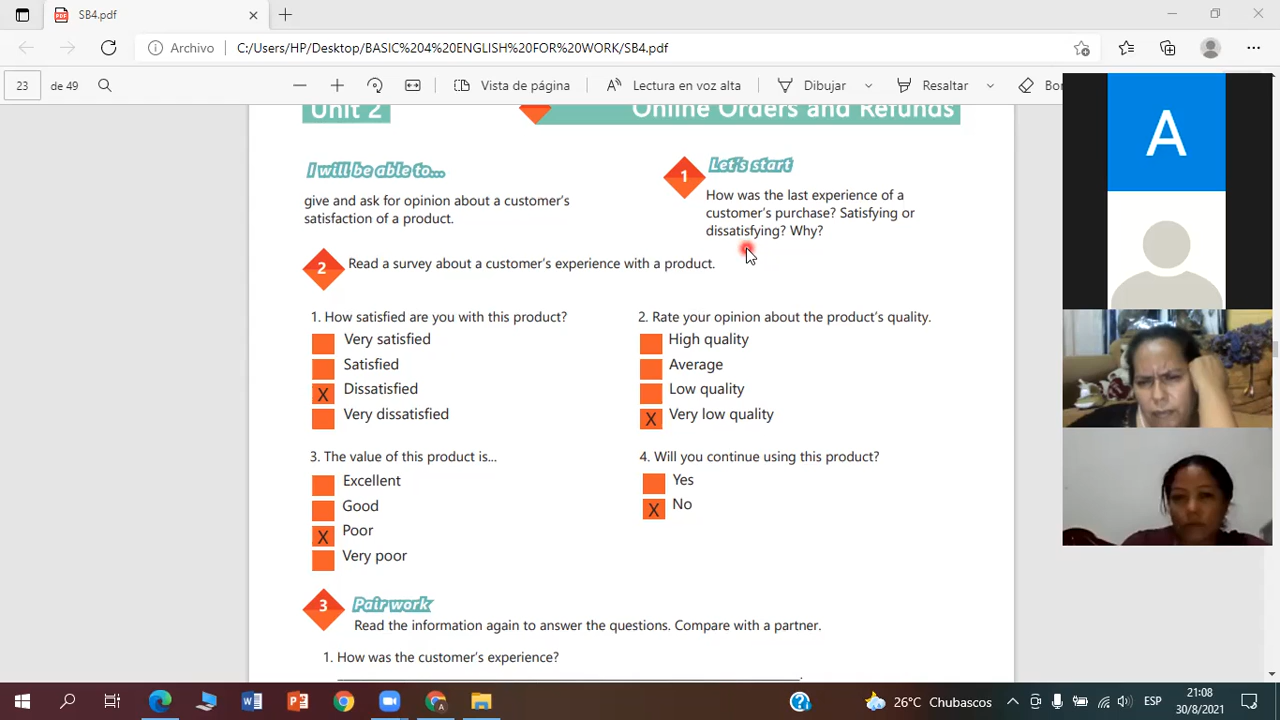 SB4.pdf
Archivo
C:/Users/HP/Desktop/BASIC%204%20ENGLISH%20FOR%20WORK/SB4.pdf
23
de 49
Vista de página
Lectura en voz alta
Dibujar
Resaltar
Bor
Unit 2
Online Orders and Refunds
I will be able to...
give and ask for opinion about a customer's
satisfaction of a product.
1
Let's start
How was the last experience of a
customer's purchase? Satisfying or
dissatisfying? Why?
2
Read a survey about a customer's experience with a product.
1. How satisfied are you with this product?
Very satisfied
Satisfied
X Dissatisfied
Very dissatisfied
2. Rate your opinion about the product's quality.
High quality
Average
Low quality
X Very low quality
3. The value of this product is...
Excellent
Good
X Poor
Very poor
4. Will you continue using this product?
Yes
X No
3
Pair work
Read the information again to answer the questions. Compare with a partner.
1. How was the customer's experience?
A
26°C Chubascos
ESP
21:08
30/8/2021